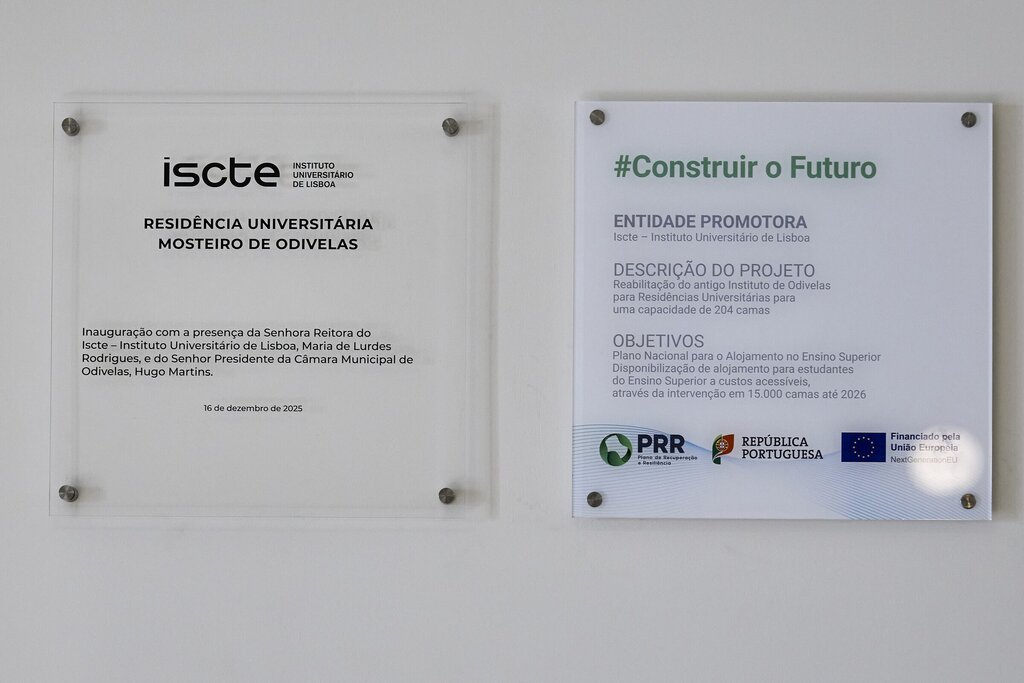 iscte
INSTITUTO
UNIVERSITÁRIO
DE LISBOA
RESIDÊNCIA UNIVERSITÁRIA
MOSTEIRO DE ODIVELAS
Inauguração com a presença da Senhora Reitora do
Iscte – Instituto Universitário de Lisboa, Maria de Lurdes
Rodrigues, e do Senhor Presidente da Câmara Municipal de
Odivelas, Hugo Martins.
16 de dezembro de 2025
#Construir o Futuro
ENTIDADE PROMOTORA
Iscte – Instituto Universitário de Lisboa
DESCRIÇÃO DO PROJETO
Reabilitação do antigo Instituto de Odivelas
para Residências Universitárias para
uma capacidade de 204 camas
OBJETIVOS
Plano Nacional para o Alojamento no Ensino Superior
Disponibilização de alojamento para estudantes
do Ensino Superior a custos acessíveis,
através da intervenção em 15.000 camas até 2026
PRR
Plano de Recuperação
e Resiliência
REPÚBLICA
PORTUGUESA
Financiado pela
União Europeia
NextGenerationEU